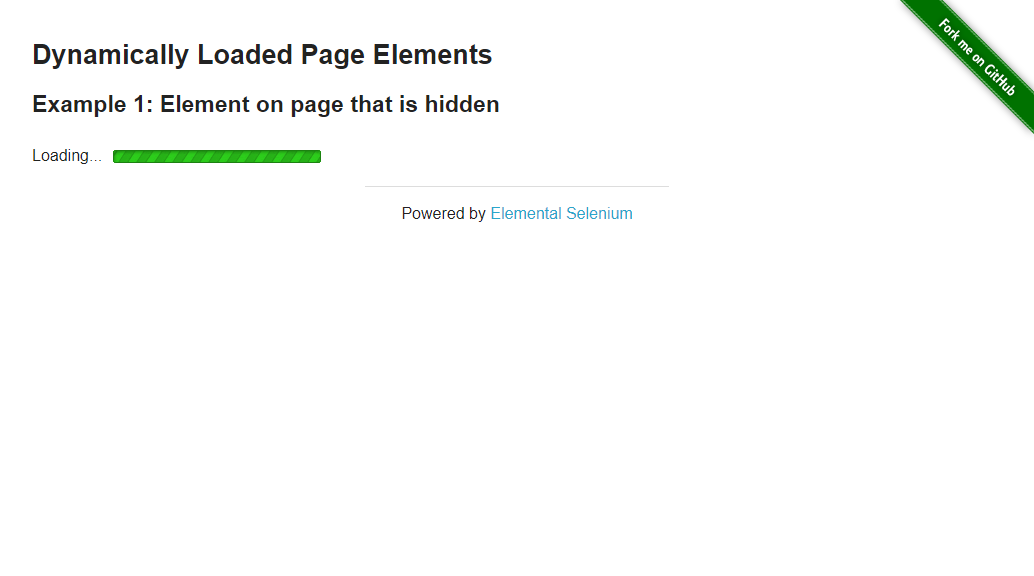 Dynamically Loaded Page Elements
Example 1: Element on page that is hidden
Loading...
Powered by Elemental Selenium
Fork me on GitHub